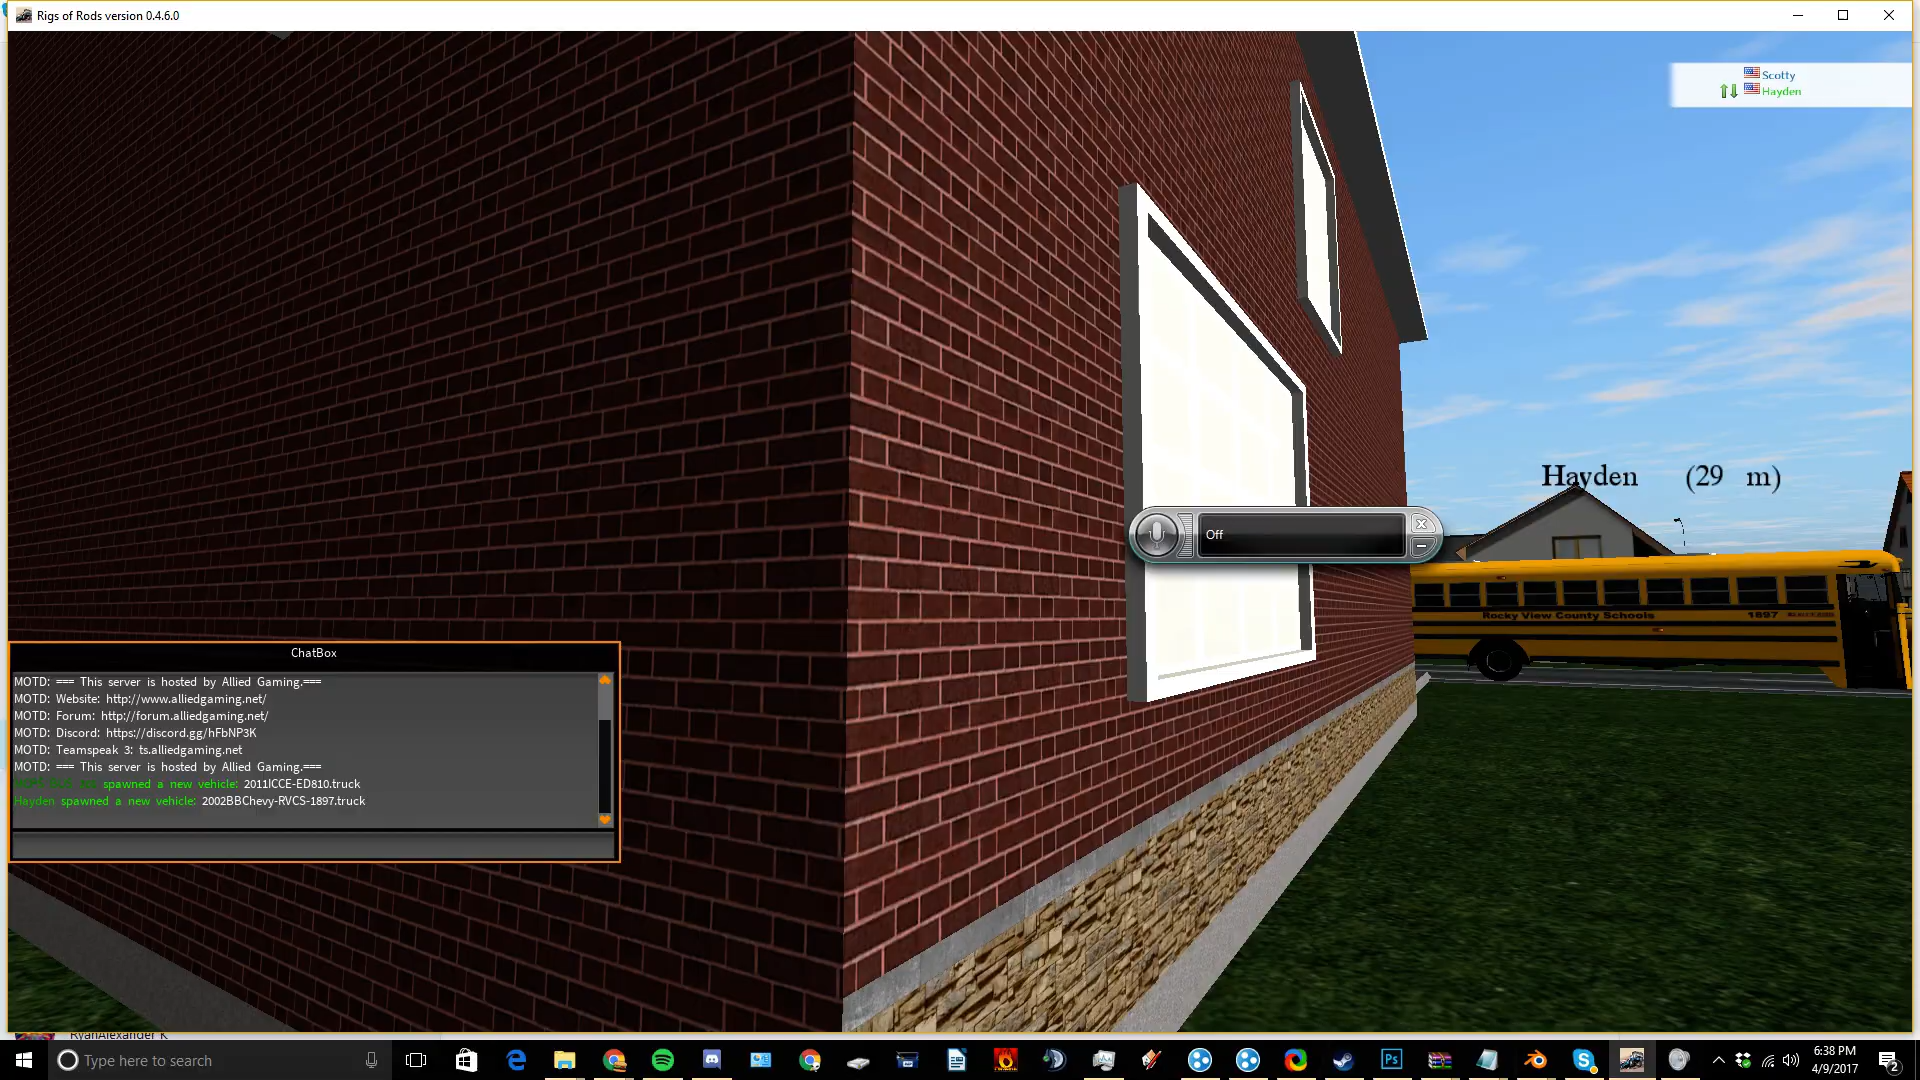 Rigs of Rods version 0.4.6.0
Scotty
Hayden
Hayden (29 m)
Off
Rocky View County Schools 1897
ChatBox
MOTD: === This server is hosted by Allied Gaming.===
MOTD: Website: http://www.alliedgaming.net/
MOTD: Forum: http://forum.alliedgaming.net/
MOTD: Discord: https://discord.gg/hFbNP3K
MOTD: Teamspeak 3: ts.alliedgaming.net
MOTD: === This server is hosted by Allied Gaming.===
spawned a new vehicle: 2011ICCE-ED810.truck
Hayden spawned a new vehicle: 2002BBChevy-RVCS-1897.truck
RyanAlexander K
Type here to search
Ps
6:38 PM
4/9/2017
2